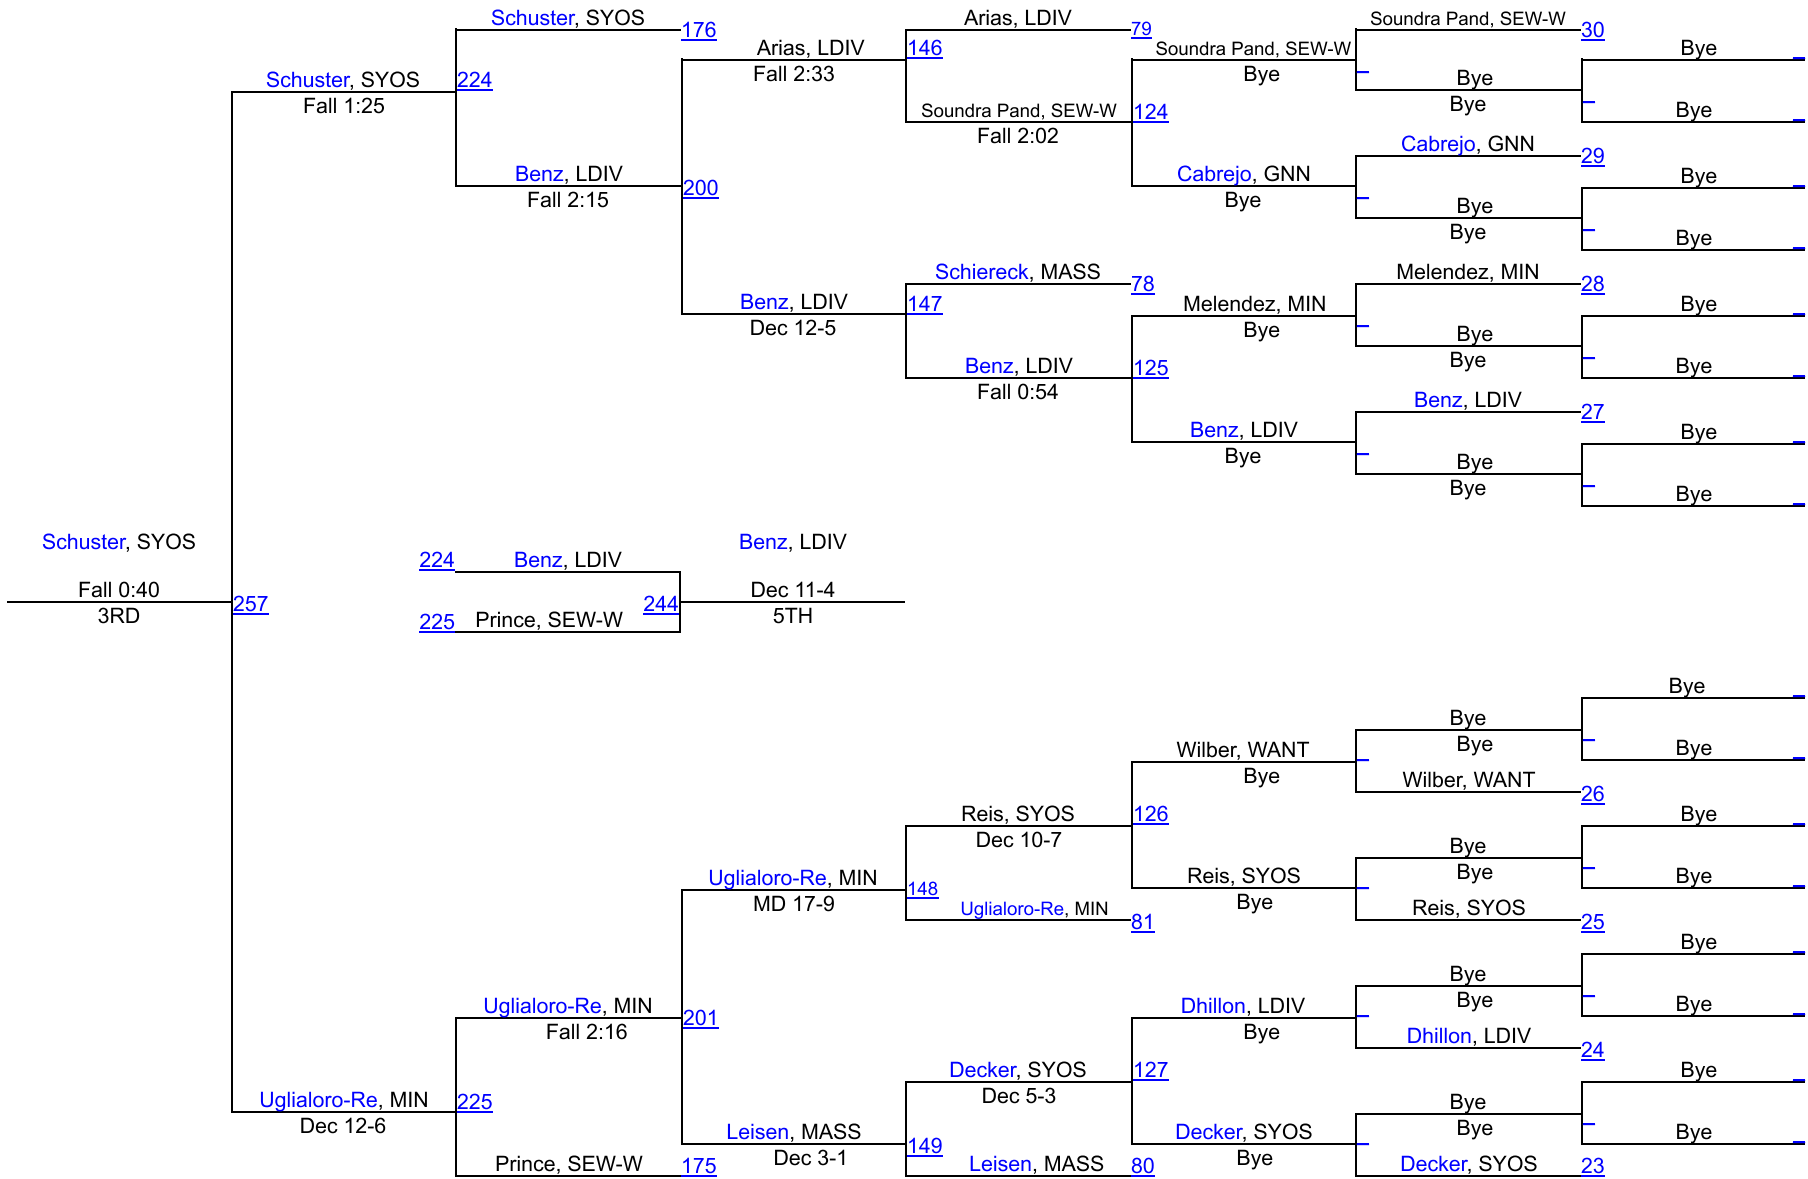 Schuster, SYOS
176
Arias, LDIV
79
Soundra Pand, SEW-W
30
Bye
Arias, LDIV
146
Soundra Pand, SEW-W
Fall 2:33
Bye
Bye
Schuster, SYOS
224
Bye
Fall 1:25
Soundra Pand, SEW-W
124
Bye
Fall 2:02
Cabrejo, GNN
29
Benz, LDIV
200
Cabrejo, GNN
Bye
Fall 2:15
Bye
Bye
Bye
Bye
Schiereck, MASS
78
Melendez, MIN
28
Benz, LDIV
147
Melendez, MIN
Bye
Dec 12-5
Bye
Bye
Benz, LDIV
125
Bye
Bye
Fall 0:54
Benz, LDIV
27
Benz, LDIV
Bye
Bye
Bye
Bye
Bye
Schuster, SYOS
224
Benz, LDIV
Benz, LDIV
Fall 0:40
257
244
Dec 11-4
3RD
225
Prince, SEW-W
5TH
Bye
Bye
Wilber, WANT
Bye
Bye
Bye
Wilber, WANT
26
Reis, SYOS
126
Bye
Dec 10-7
Bye
Uglialoro-Re, MIN
148
Reis, SYOS
Bye
Bye
MD 17-9
Bye
Uglialoro-Re, MIN
81
Reis, SYOS
25
Bye
Bye
Uglialoro-Re, MIN
201
Dhillon, LDIV
Bye
Bye
Fall 2:16
Bye
Dhillon, LDIV
24
Decker, SYOS
127
Bye
Dec 5-3
Uglialoro-Re, MIN
225
Bye
Dec 12-6
Bye
Leisen, MASS
149
Decker, SYOS
Bye
Dec 3-1
Bye
Prince, SEW-W
175
Leisen, MASS
80
Decker, SYOS
23